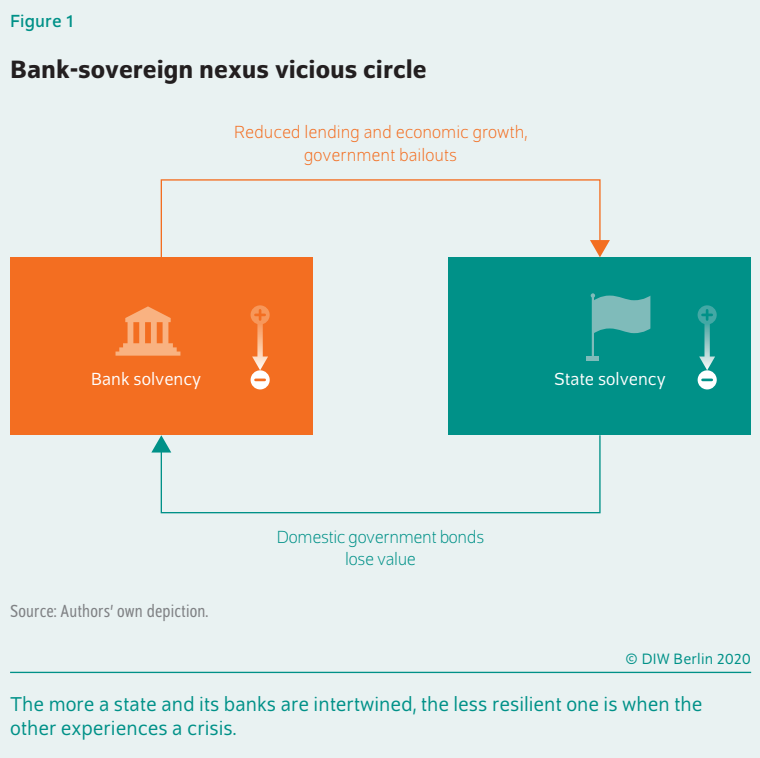 Figure 1
Bank-sovereign nexus vicious circle
Reduced lending and economic growth,
government bailouts
Bank solvency
State solvency
Domestic government bonds
lose value
Source: Authors’ own depiction.
© DIW Berlin 2020
The more a state and its banks are intertwined, the less resilient one is when the
other experiences a crisis.